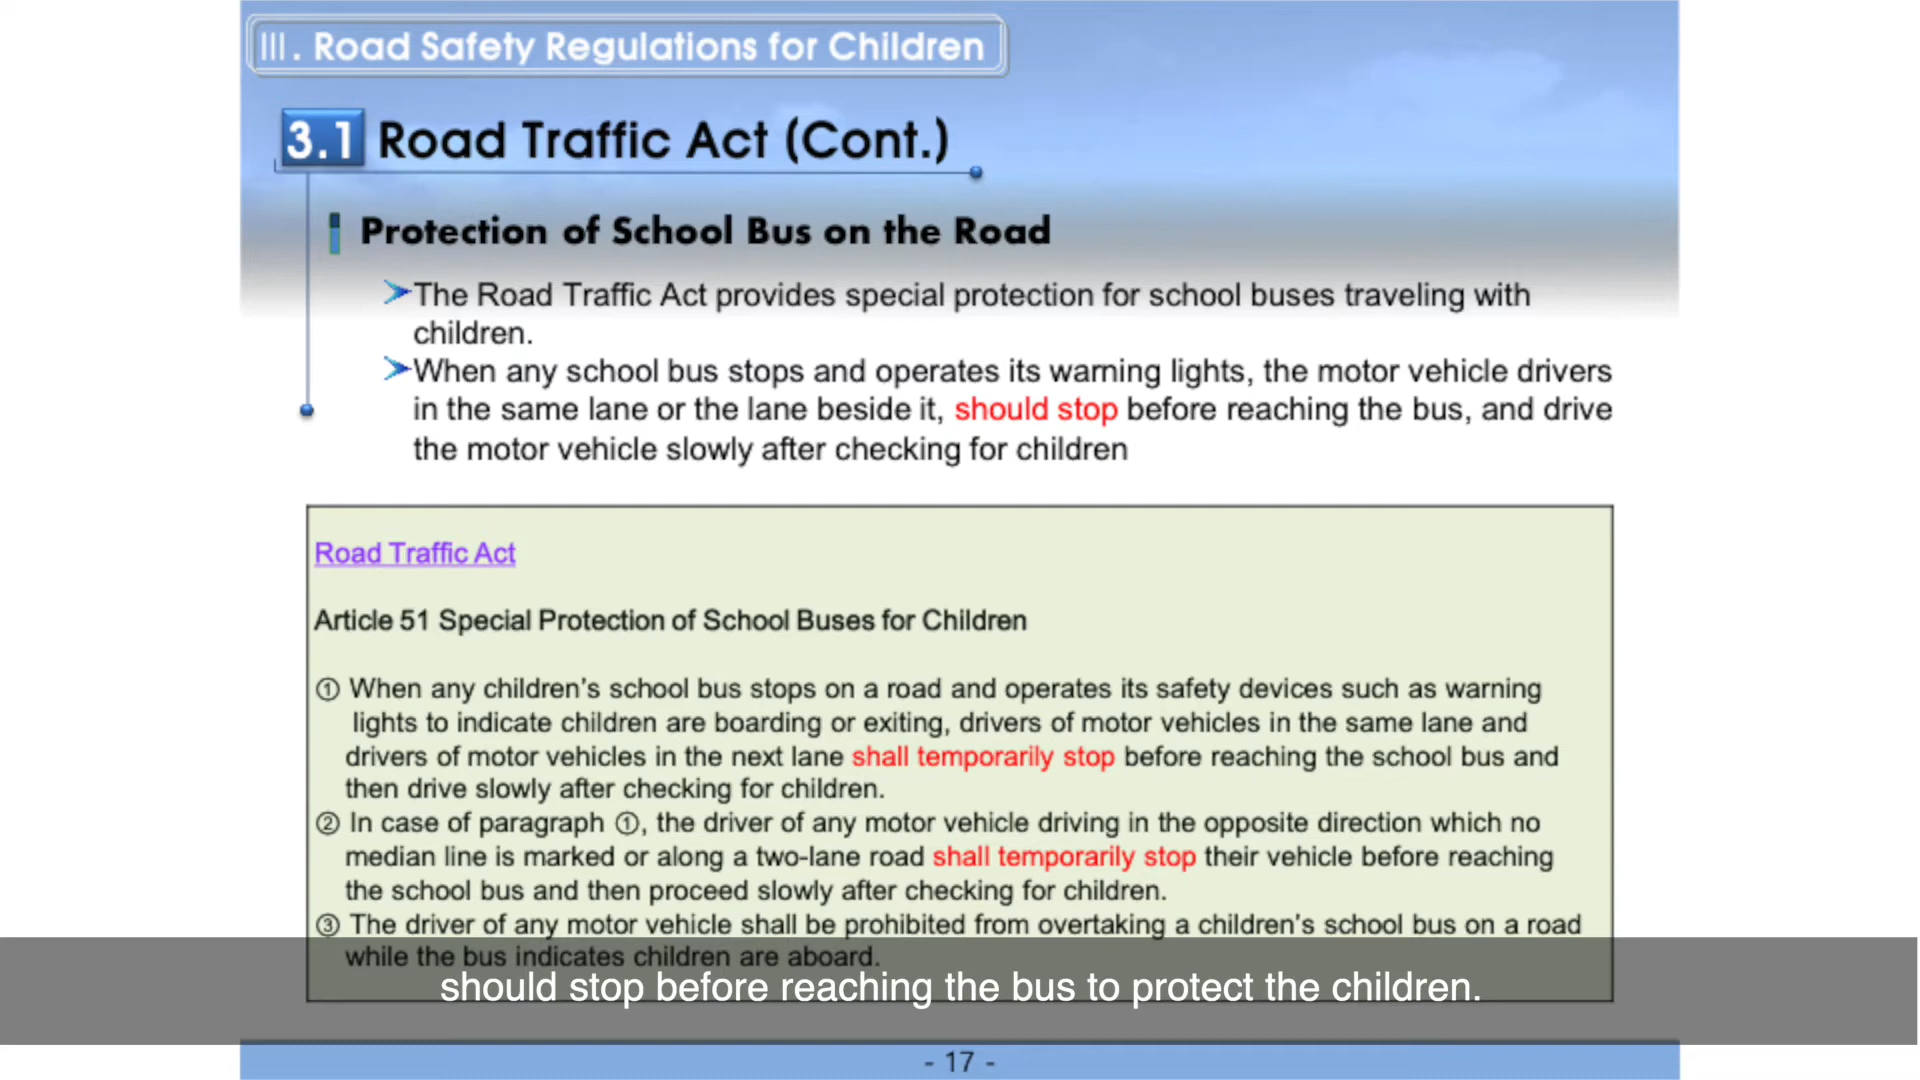 III. Road Safety Regulations for Children
3.1 Road Traffic Act (Cont.)
Protection of School Bus on the Road
➢The Road Traffic Act provides special protection for school buses traveling with
children.
➢When any school bus stops and operates its warning lights, the motor vehicle drivers
in the same lane or the lane beside it, should stop before reaching the bus, and drive
the motor vehicle slowly after checking for children
Road Traffic Act
Article 51 Special Protection of School Buses for Children
① When any children's school bus stops on a road and operates its safety devices such as warning
lights to indicate children are boarding or exiting, drivers of motor vehicles in the same lane and
drivers of motor vehicles in the next lane shall temporarily stop before reaching the school bus and
then drive slowly after checking for children.
② In case of paragraph ①, the driver of any motor vehicle driving in the opposite direction which no
median line is marked or along a two-lane road shall temporarily stop their vehicle before reaching
the school bus and then proceed slowly after checking for children.
③ The driver of any motor vehicle shall be prohibited from overtaking a children's school bus on a road
while the bus indicates children are aboard.
should stop before reaching the bus to protect the children.
- 17 -